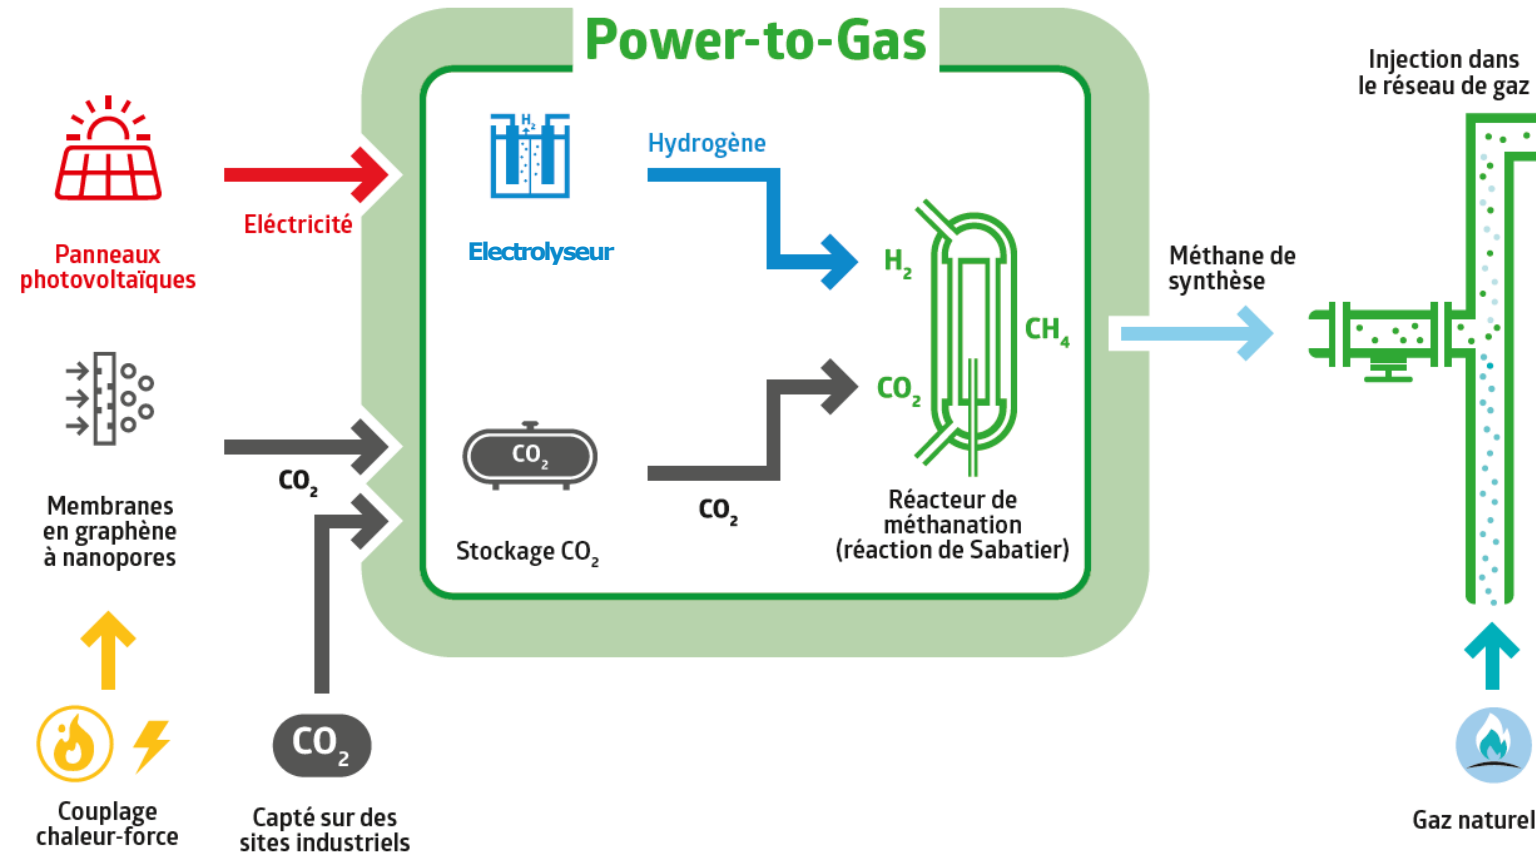 Power-to-Gas
Injection dans
le réseau de gaz
H₂
Hydrogène
Eléctricité
Electrolyseur
Panneaux
photovoltaïques
H₂
Méthane de
synthèse
CH₄
CO₂
CO₂
CO₂
CO₂
Membranes
en graphène
à nanopores
Stockage CO₂
Réacteur de
méthanation
(réaction de Sabatier)
CO₂
Couplage
chaleur-force
Capté sur des
sites industriels
Gaz naturel